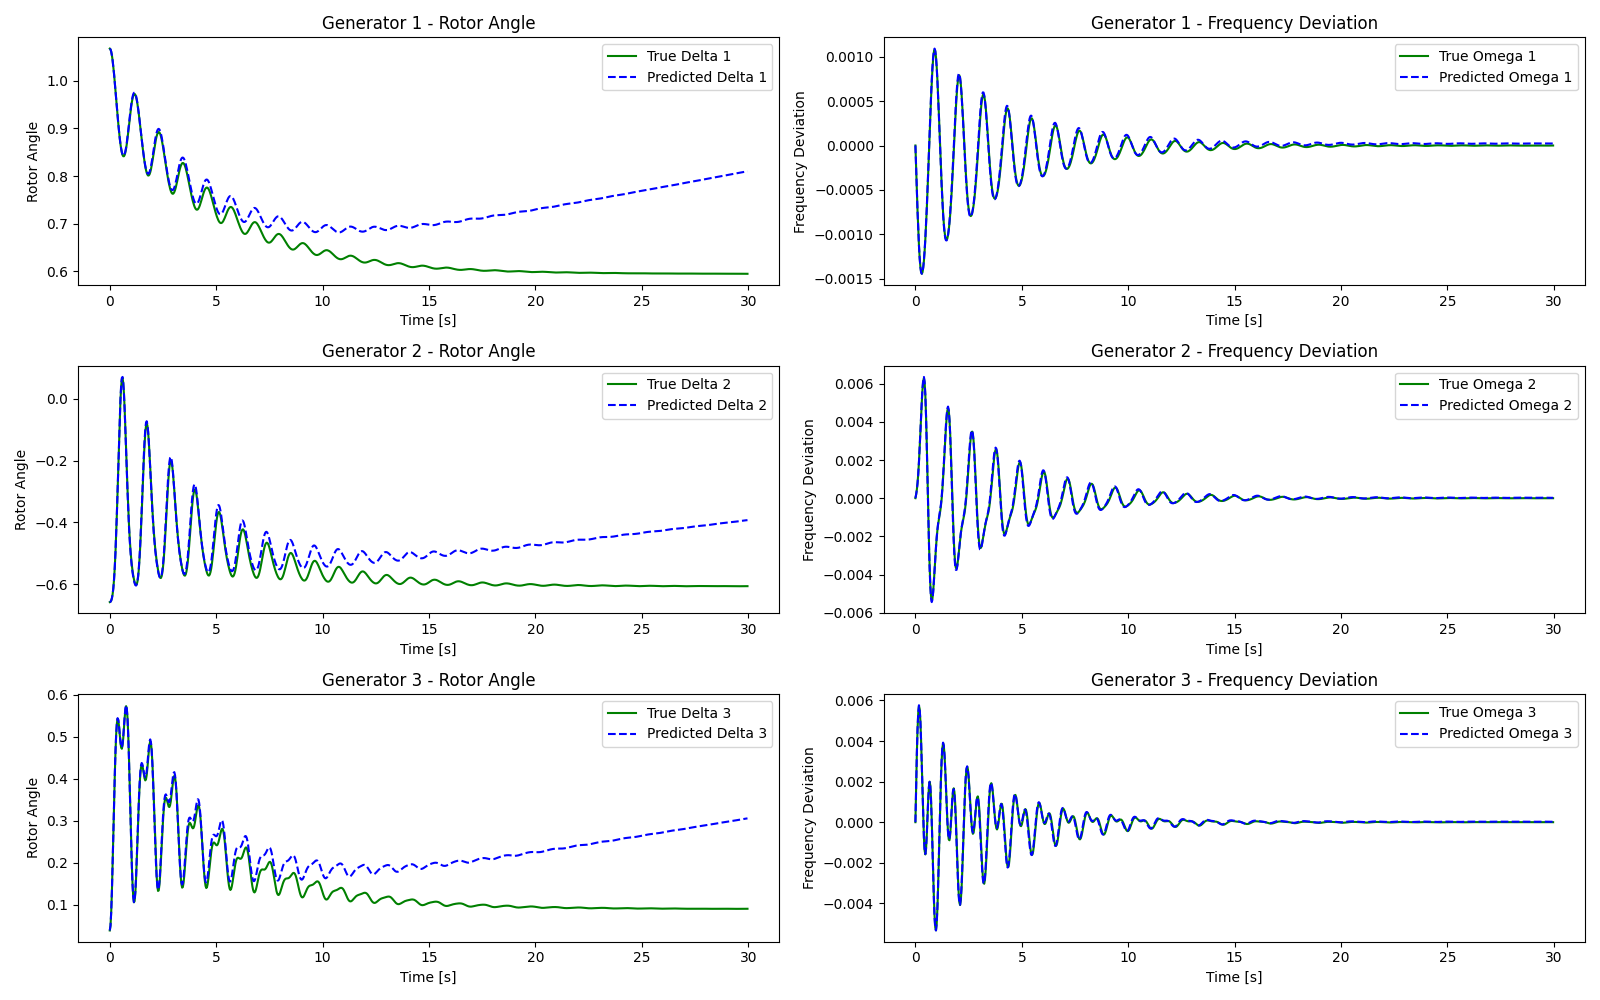 Generator 1 - Rotor Angle
True Delta 1
Predicted Delta 1
Rotor Angle
1.0
0.9
0.8
0.7
0.6
0 5 10 15 20 25 30
Time [s]
Generator 1 - Frequency Deviation
True Omega 1
Predicted Omega 1
Frequency Deviation
0.0010
0.0005
0.0000
−0.0005
−0.0010
−0.0015
0 5 10 15 20 25 30
Time [s]
Generator 2 - Rotor Angle
True Delta 2
Predicted Delta 2
Rotor Angle
0.0
−0.2
−0.4
−0.6
0 5 10 15 20 25 30
Time [s]
Generator 2 - Frequency Deviation
True Omega 2
Predicted Omega 2
Frequency Deviation
0.006
0.004
0.002
0.000
−0.002
−0.004
−0.006
0 5 10 15 20 25 30
Time [s]
Generator 3 - Rotor Angle
True Delta 3
Predicted Delta 3
Rotor Angle
0.6
0.5
0.4
0.3
0.2
0.1
0 5 10 15 20 25 30
Time [s]
Generator 3 - Frequency Deviation
True Omega 3
Predicted Omega 3
Frequency Deviation
0.006
0.004
0.002
0.000
−0.002
−0.004
0 5 10 15 20 25 30
Time [s]